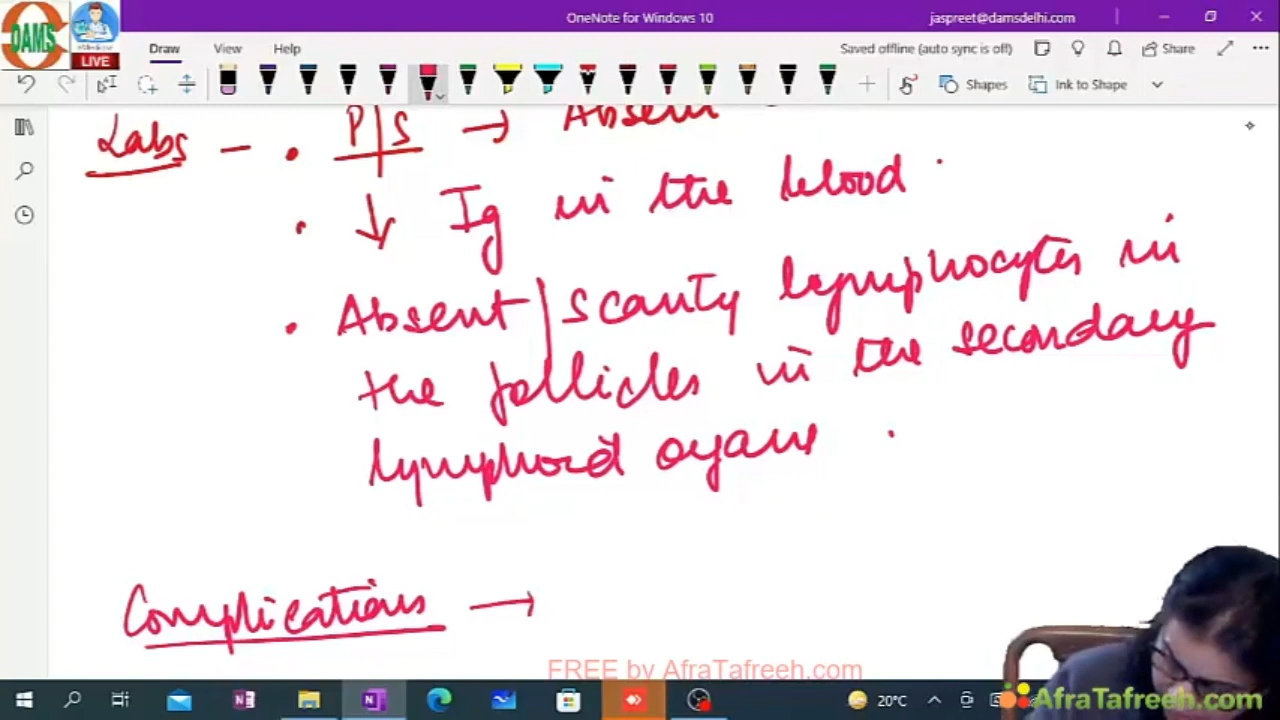 DAMS
eMedicoz
LIVE
OneNote for Windows 10
jaspreet@damsdelhi.com
Draw View Help
Saved offline (auto sync is off)
Share
Shapes
Ink to Shape
Labs - • P/S → Absent
• ↓ Ig in the blood.
• Absent/scanty lymphocytes in
the follicles in the secondary
lymphoid organs.
Complications →
FREE by AfraTafreeh.com
20°C
AfraTafreeh.com